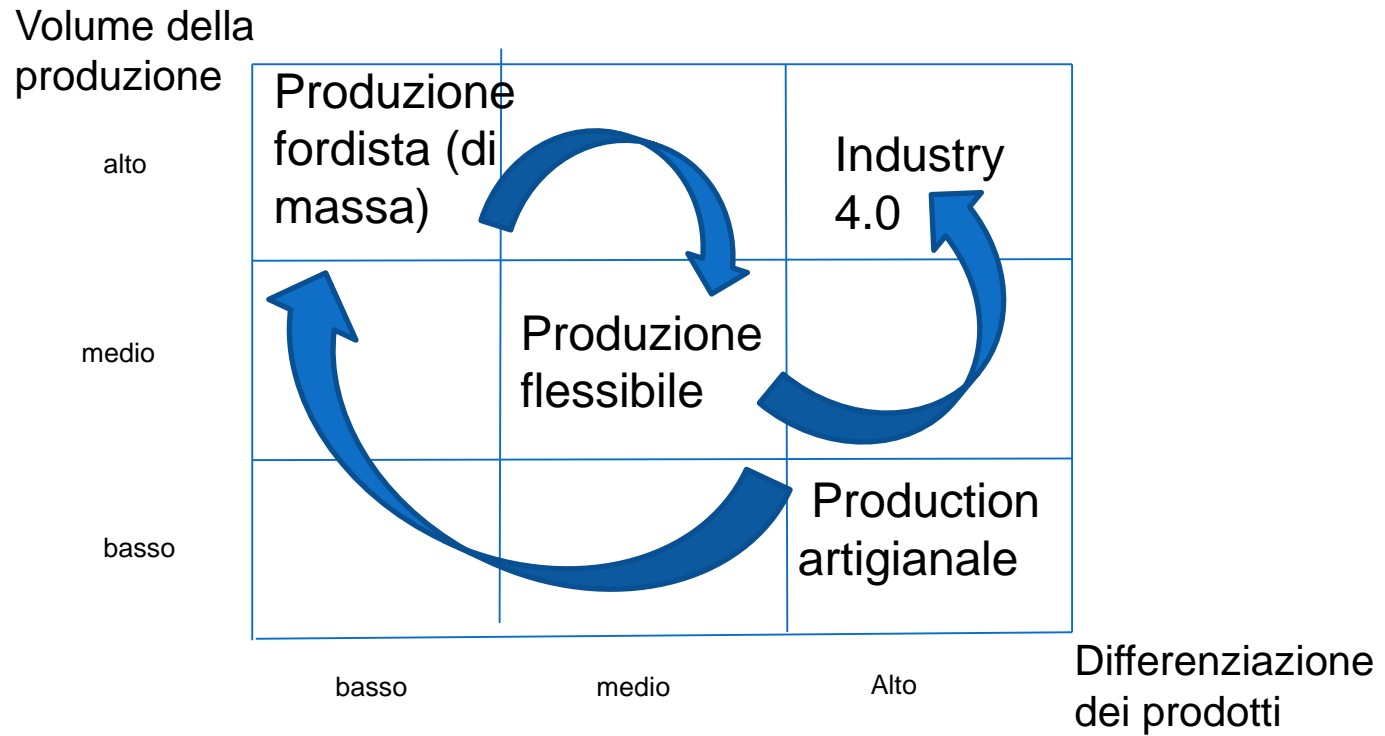 Volume della
produzione
Produzione
fordista (di
massa)
Industry
4.0
alto
Produzione
flessibile
medio
Production
artigianale
basso
basso
medio
Alto
Differenziazione
dei prodotti